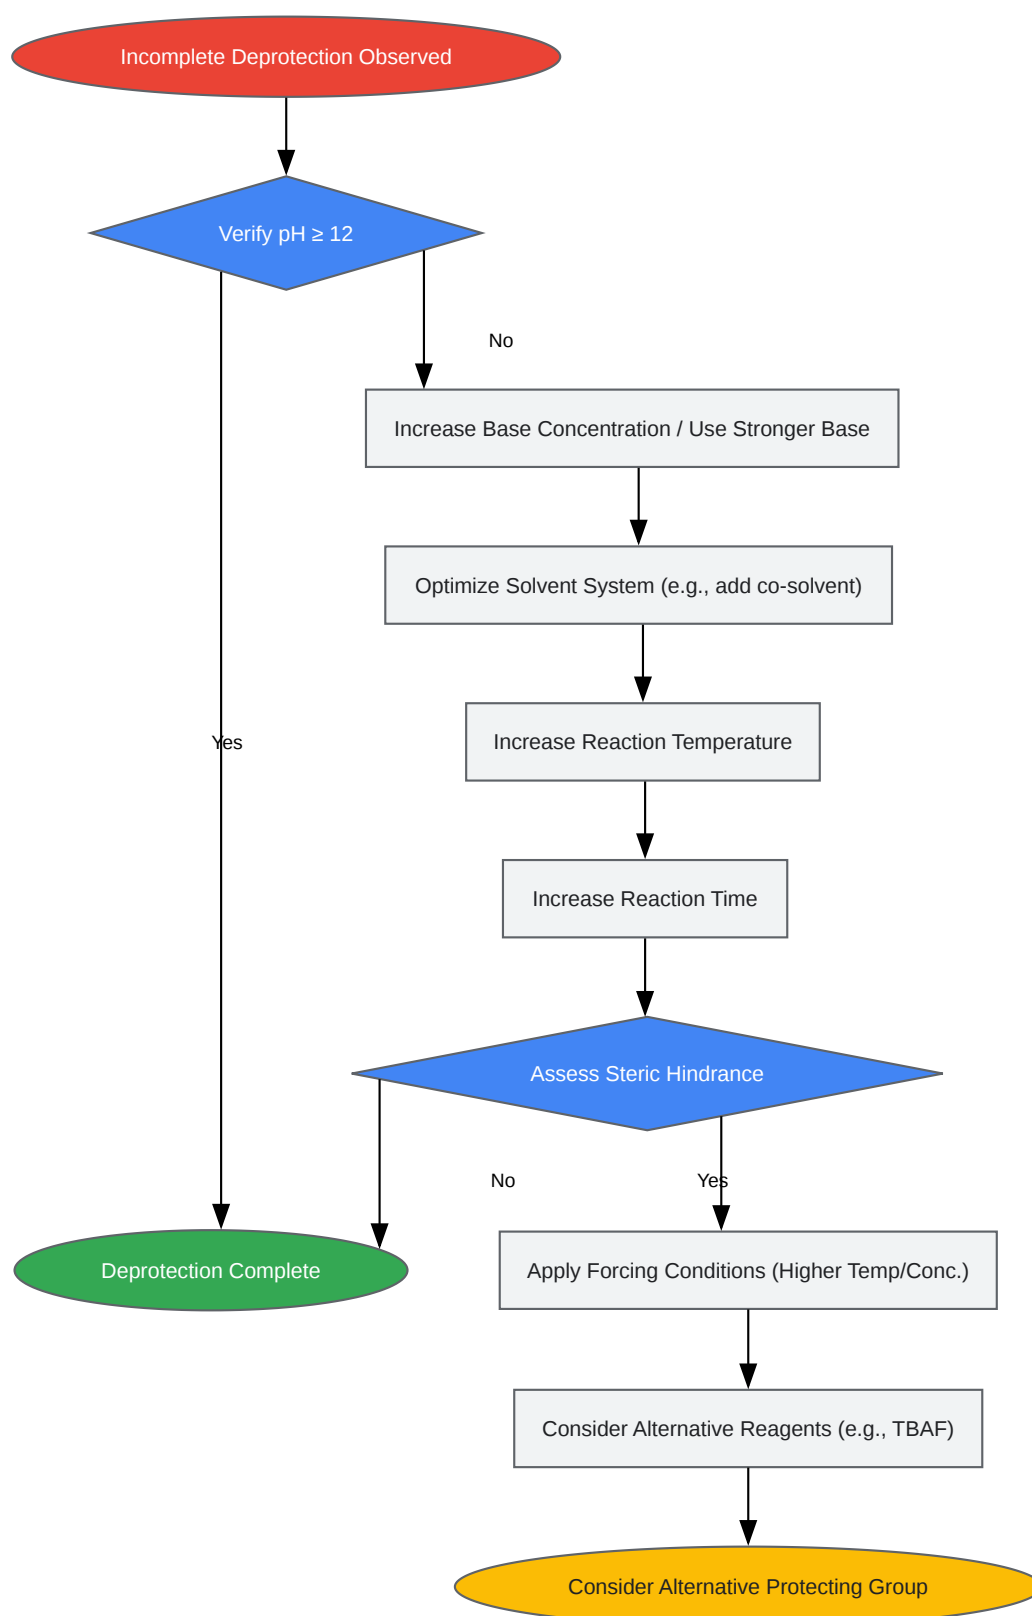 Incomplete Deprotection Observed
Verify pH ≥ 12
No
Increase Base Concentration / Use Stronger Base
Optimize Solvent System (e.g., add co-solvent)
Increase Reaction Temperature
Yes
Increase Reaction Time
Assess Steric Hindrance
No
Yes
Deprotection Complete
Apply Forcing Conditions (Higher Temp/Conc.)
Consider Alternative Reagents (e.g., TBAF)
Consider Alternative Protecting Group